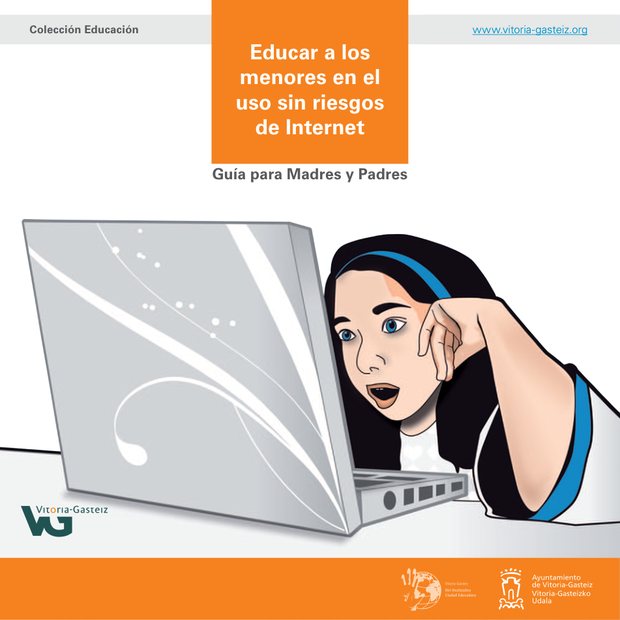 Colección Educación
www.vitoria-gasteiz.org
Educar a los
menores en el
uso sin riesgos
de Internet
Guía para Madres y Padres
Vitoria-Gasteiz
VG
Ayuntamiento
de Vitoria-Gasteiz
Vitoria-Gasteizko
Udala